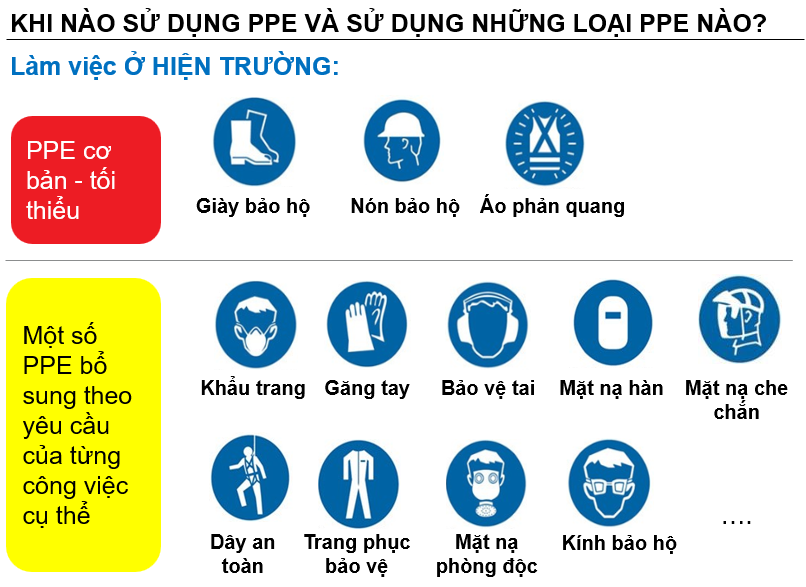 KHI NÀO SỬ DỤNG PPE VÀ SỬ DỤNG NHỮNG LOẠI PPE NÀO?
Làm việc Ở HIỆN TRƯỜNG:
PPE cơ
bản - tối
thiểu
Giày bảo hộ
Nón bảo hộ
Áo phản quang
Một số
PPE bổ
sung theo
yêu cầu
của từng
công việc
cụ thể
Khẩu trang
Găng tay
Bảo vệ tai
Mặt nạ hàn
Mặt nạ che
chắn
Dây an
toàn
Trang phục
bảo vệ
Mặt nạ
phòng độc
Kính bảo hộ
....